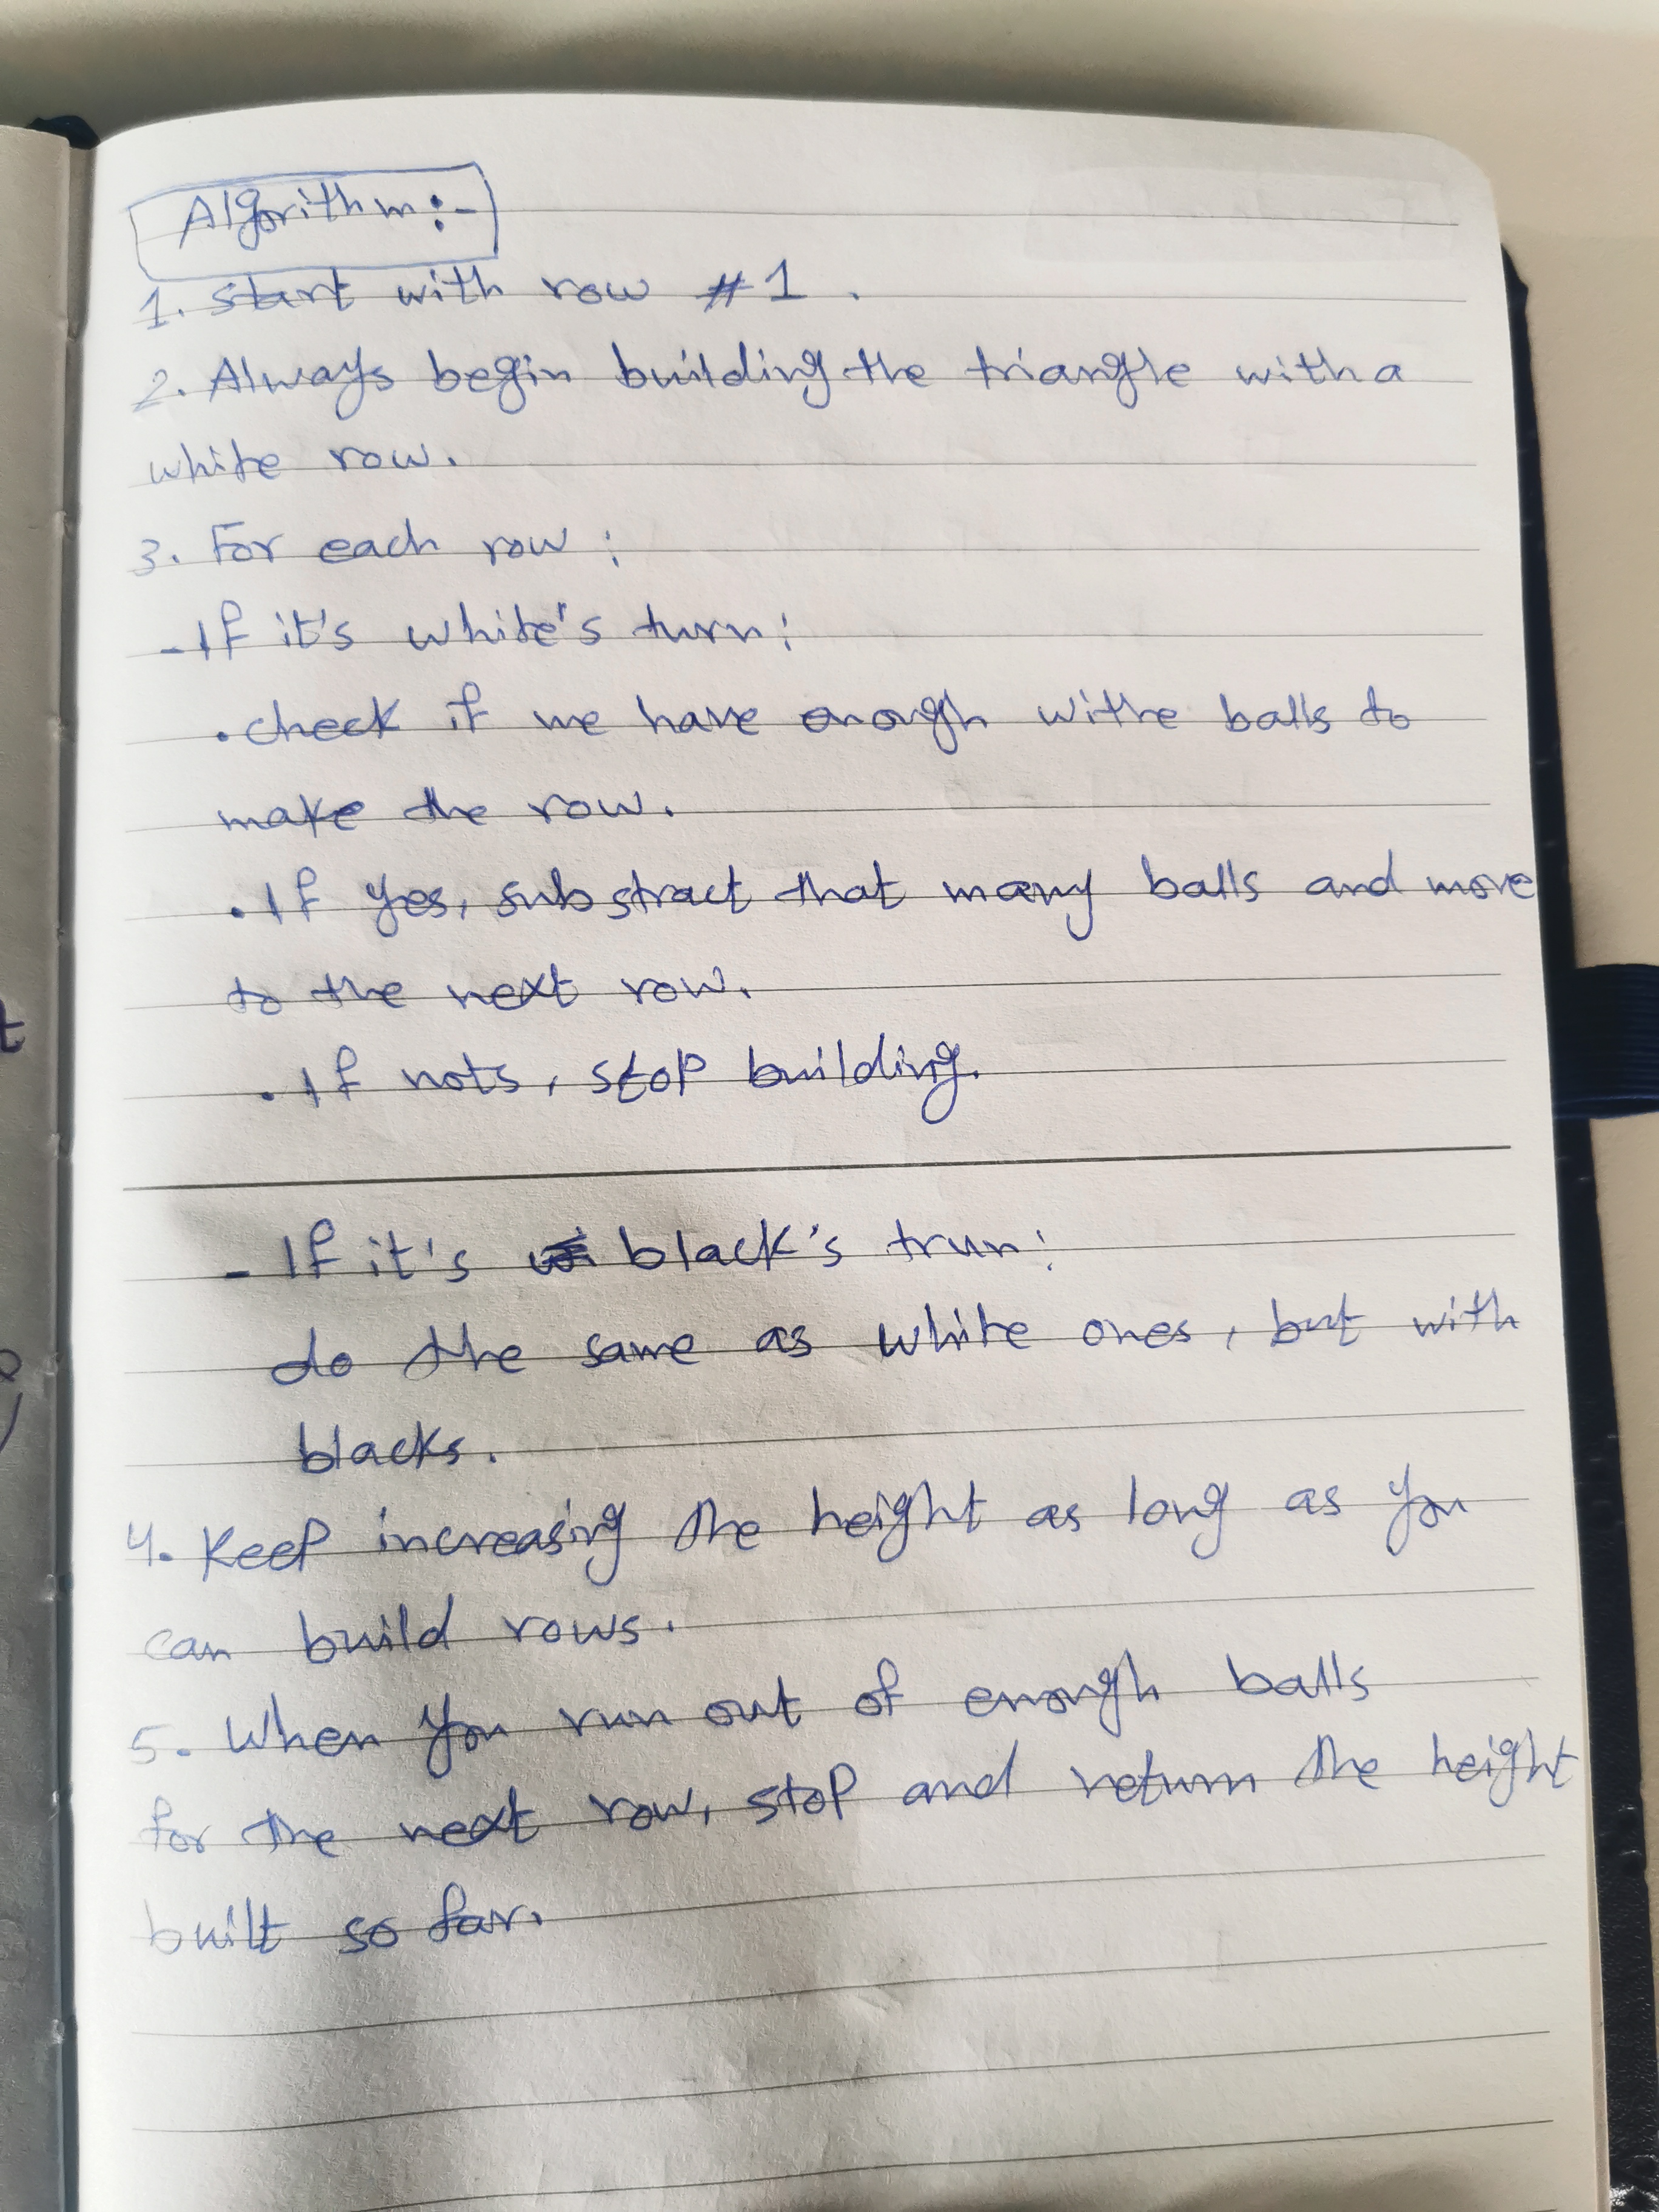 Algorithm:-
1. start with row #1.
2. Always begin building the triangle with a
white row.
3. For each row:
- If it's white's turn:
• check if we have enough withe balls to
make the row.
• If yes, substract that many balls and move
to the next row.
• If nots, stop building.
- If it's black's trun:
do the same as white ones, but with
blacks.
4. Keep increasing the height as long as you
can build rows.
5. When you run out of enough balls
for the next row, stop and return the height
built so far.
t